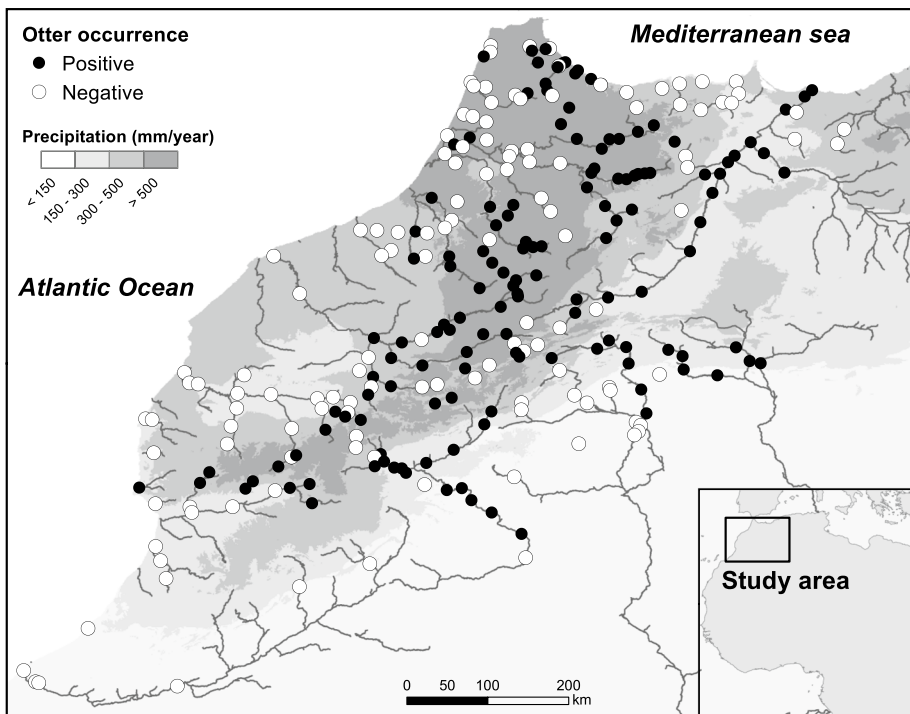 Otter occurrence
Positive
Negative
Precipitation (mm/year)
< 150
150 - 300
300 - 500
> 500
Mediterranean sea
Atlantic Ocean
Study area
0 50 100 200
km